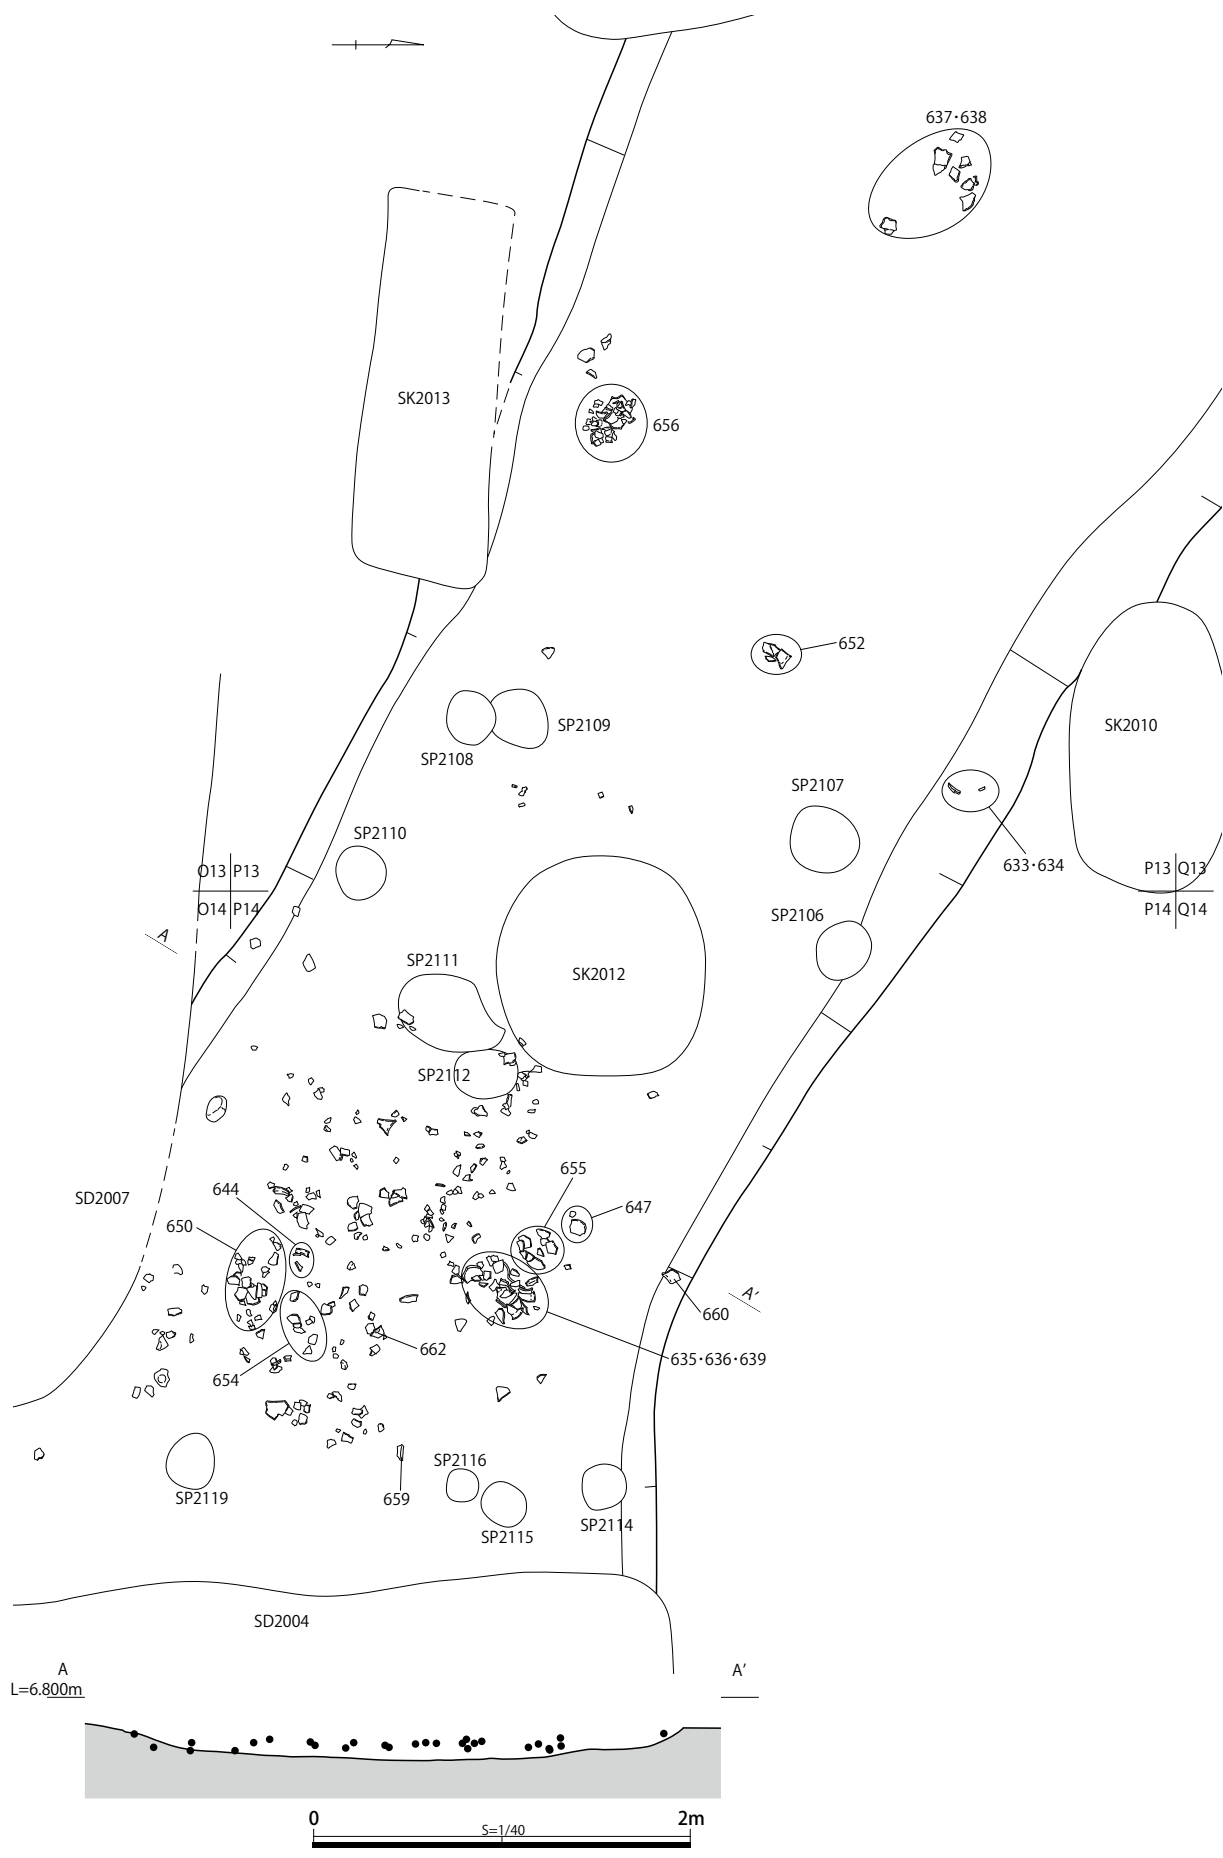 637・638
SK2013
656
652
SK2010
SP2109
SP2108
SP2107
SP2110
633・634
O13 P13
O14 P14
P13 Q13
P14 Q14
SP2106
A
SP2111
SK2012
SP2112
655
SD2007
644
647
650
A'
660
662
635・636・639
654
SP2116
659
SP2119
SP2115
SP2114
SD2004
A
A'
L=6.800m
0
2m
S=1/40